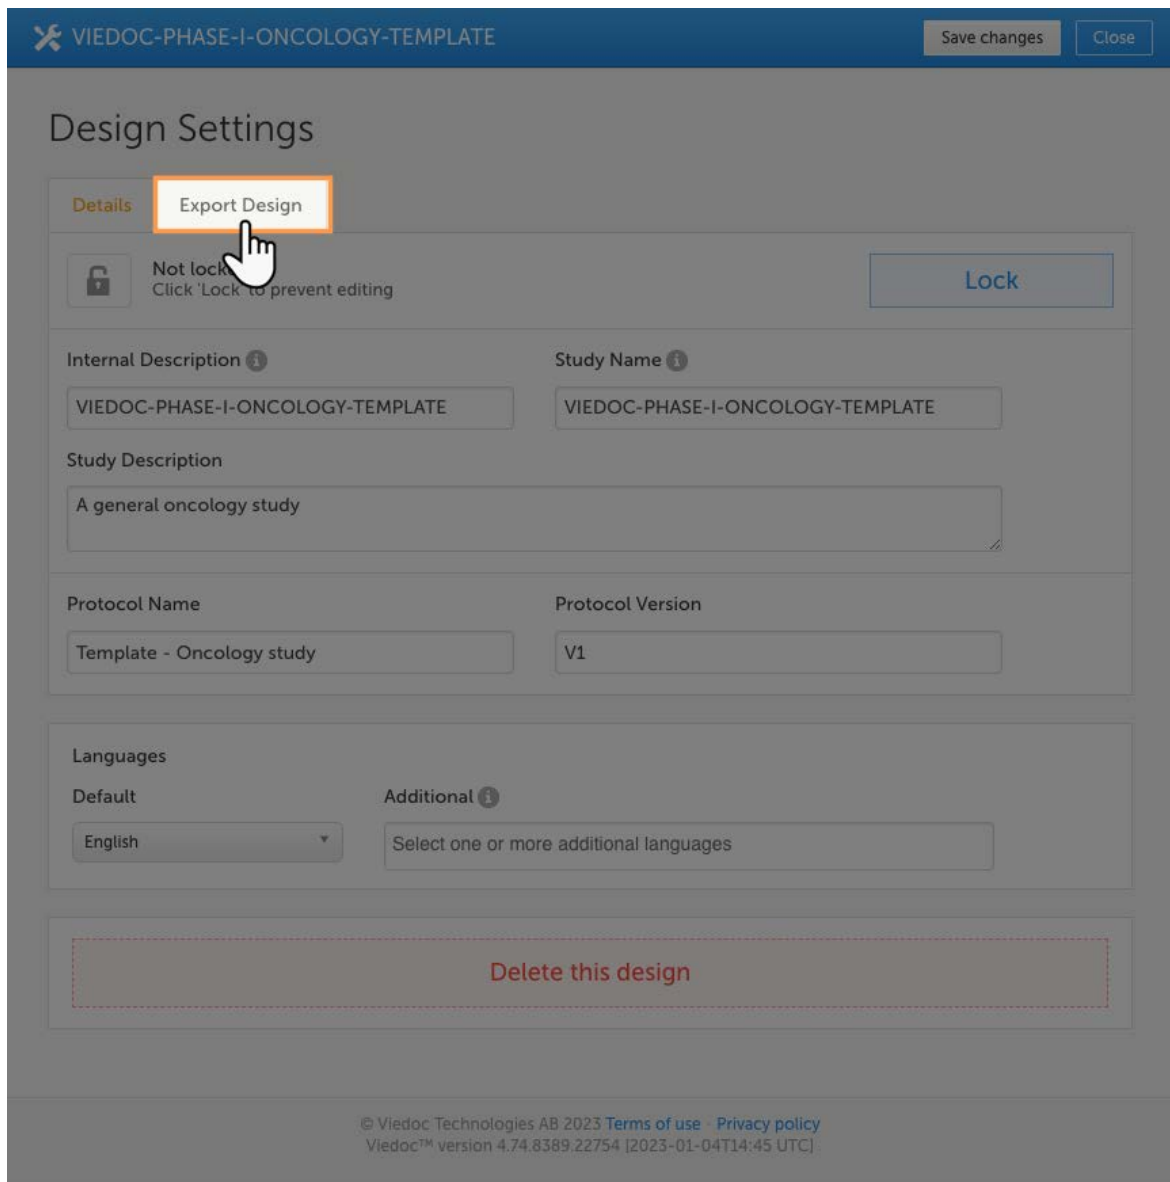 VIEDOC-PHASE-I-ONCOLOGY-TEMPLATE
Save changes
Close
Design Settings
Details
Export Design
Not lock
Click 'Lock' to prevent editing
Lock
Internal Description
Study Name
VIEDOC-PHASE-I-ONCOLOGY-TEMPLATE
VIEDOC-PHASE-I-ONCOLOGY-TEMPLATE
Study Description
A general oncology study
Protocol Name
Protocol Version
Template - Oncology study
V1
Languages
Default
Additional
English
Select one or more additional languages
Delete this design
© Viedoc Technologies AB 2023 Terms of use · Privacy policy
Viedoc™ version 4.74.8389.22754 [2023-01-04T14:45 UTC]